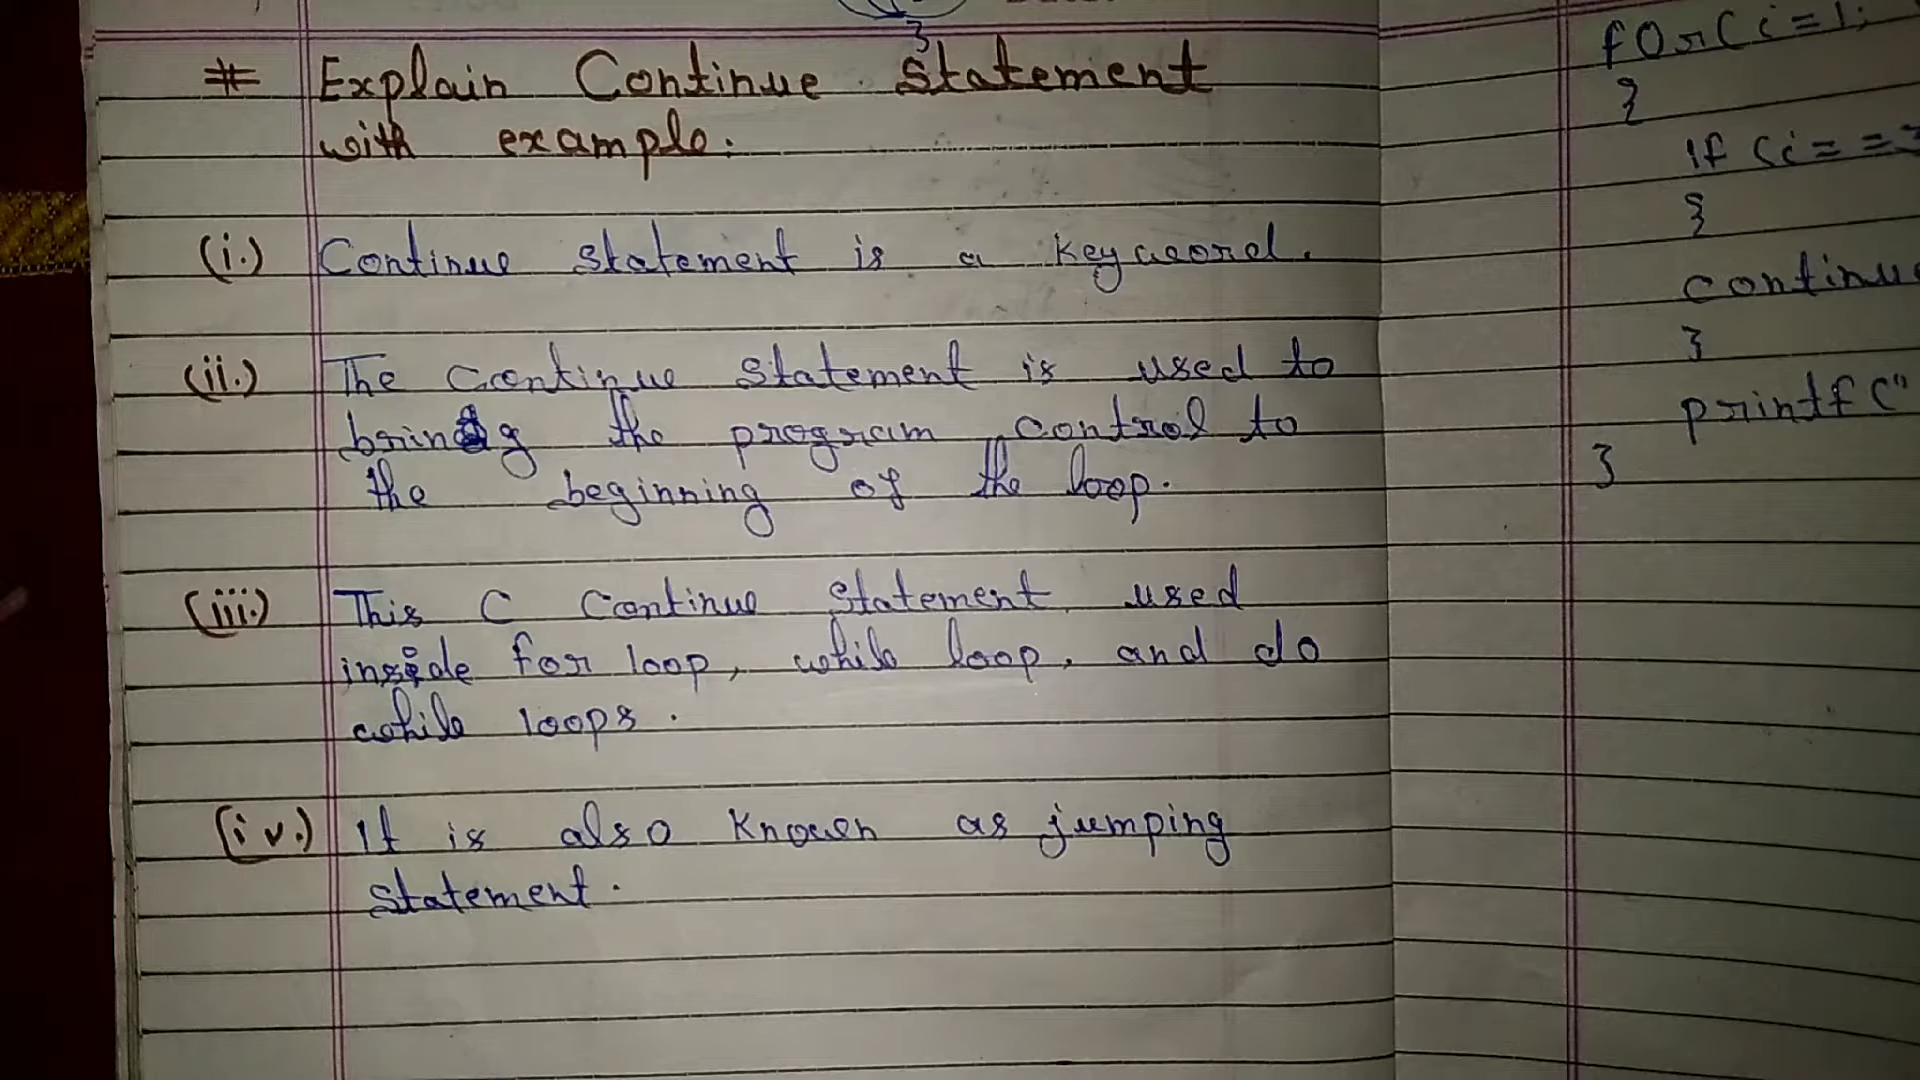 # Explain Continue Statement
with example.
(i.) Continue statement is a keyword.
(ii.) The continue statement is used to
bring the program control to
the beginning of the loop.
(iii.) This C Continue statement used
inside for loop, while loop, and do
while loops.
(iv.) It is also known as jumping
statement.
for(i=1;
{
if (i==3
{
continue
}
printf("
}